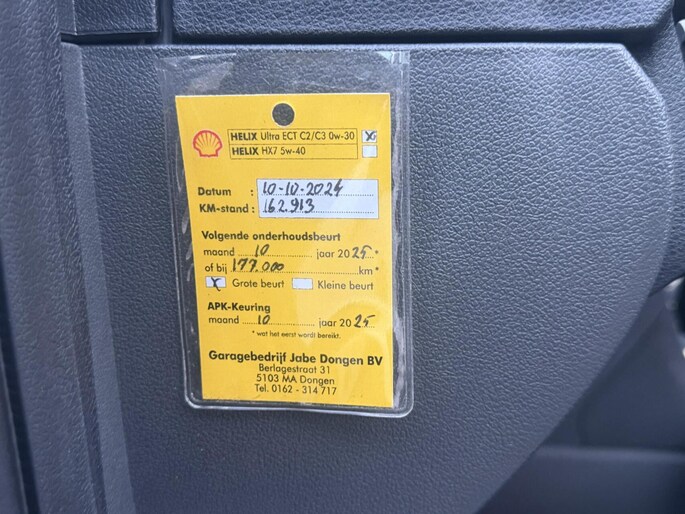 HELIX Ultra ECT C2/C3 0w-30
HELIX HX7 5w-40
Datum : 10-10-2024
KM-stand : 162.913
Volgende onderhoudsbeurt
maand 10 jaar 2025 *
of bij 177.000 km *
Grote beurt Kleine beurt
APK-Keuring
maand 10 jaar 2025
* wat het eerst wordt bereikt.
Garagebedrijf Jabe Dongen BV
Berlagestraat 31
5103 MA Dongen
Tel. 0162 - 314 717